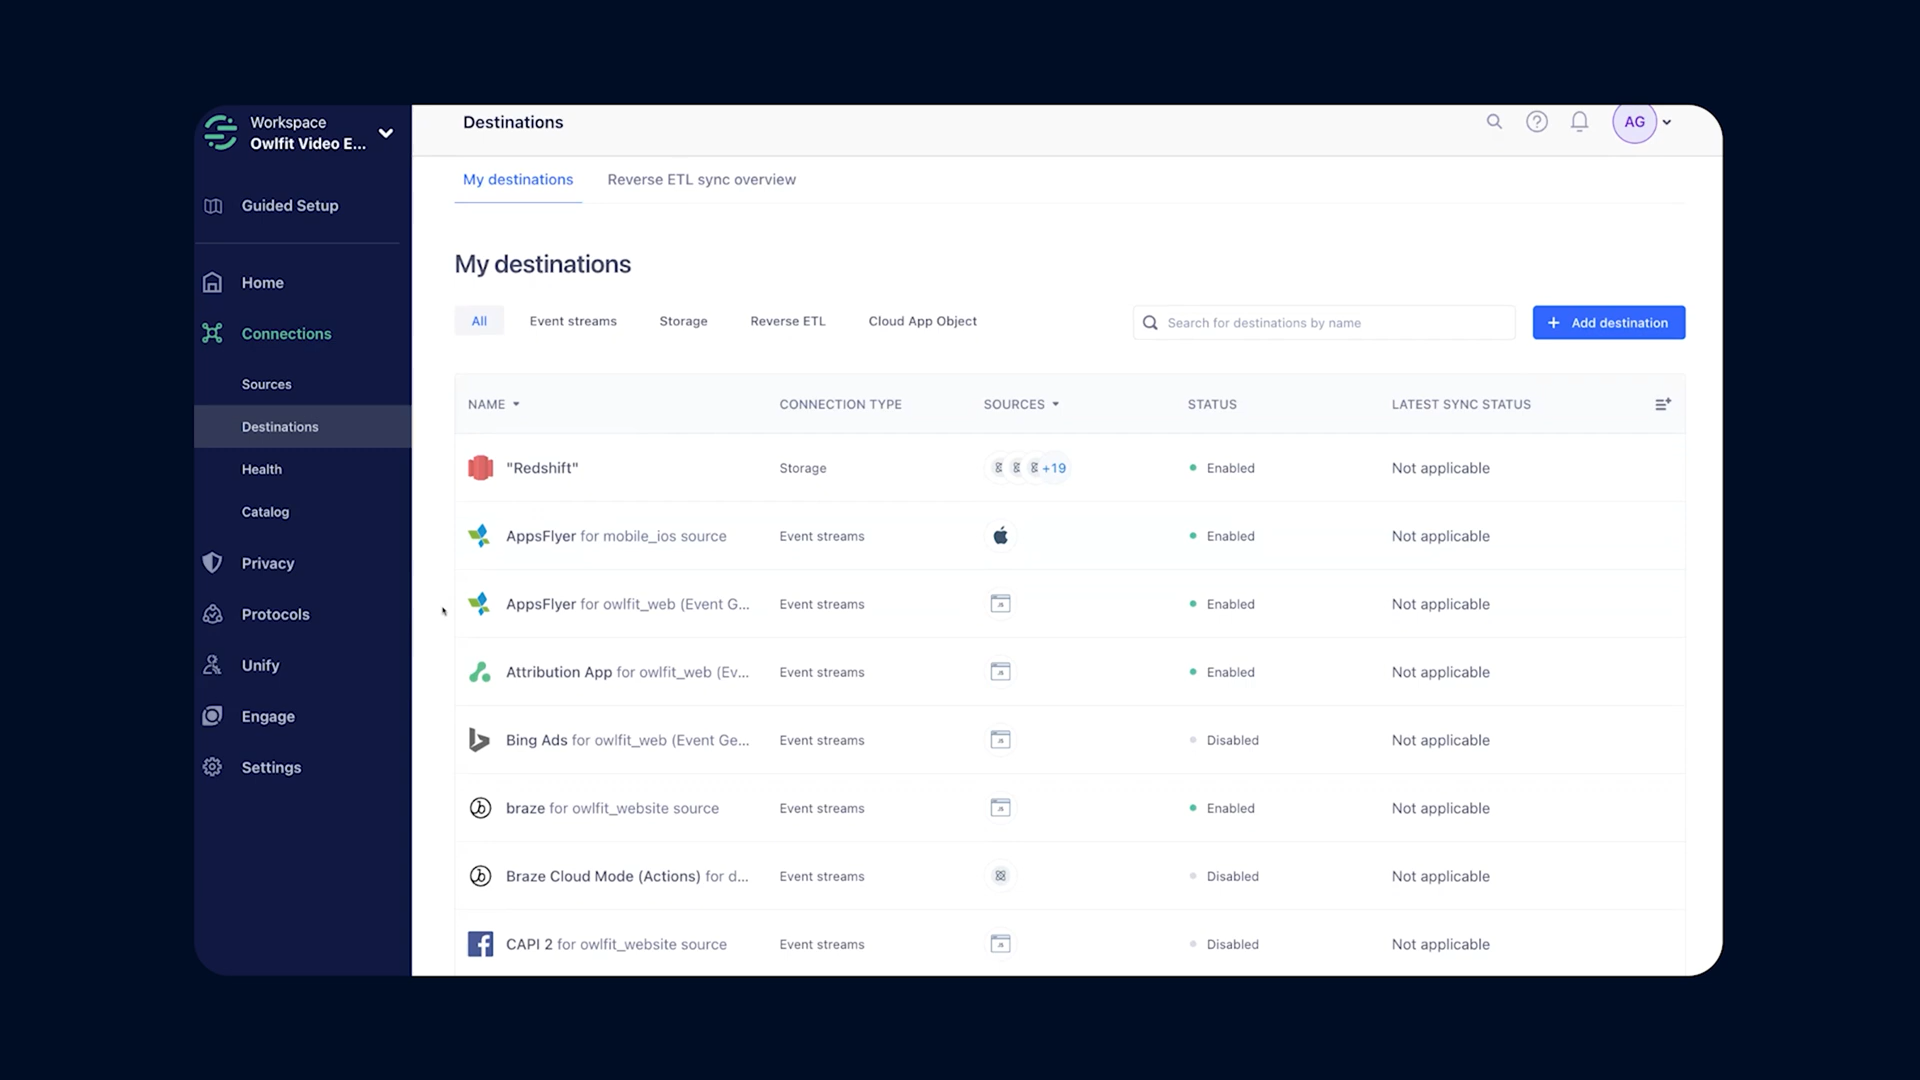 Workspace
Owlfit Video E...
Guided Setup
Home
Connections
Sources
Destinations
Health
Catalog
Privacy
Protocols
Unify
Engage
Settings
Destinations
AG
My destinations
Reverse ETL sync overview
My destinations
All
Event streams
Storage
Reverse ETL
Cloud App Object
Search for destinations by name
+ Add destination
NAME
CONNECTION TYPE
SOURCES
STATUS
LATEST SYNC STATUS
"Redshift" Storage +19 Enabled Not applicable
AppsFlyer for mobile_ios source Event streams Enabled Not applicable
AppsFlyer for owlfit_web (Event G... Event streams Enabled Not applicable
Attribution App for owlfit_web (Ev... Event streams Enabled Not applicable
Bing Ads for owlfit_web (Event Ge... Event streams Disabled Not applicable
braze for owlfit_website source Event streams Enabled Not applicable
Braze Cloud Mode (Actions) for d... Event streams Disabled Not applicable
CAPI 2 for owlfit_website source Event streams Disabled Not applicable